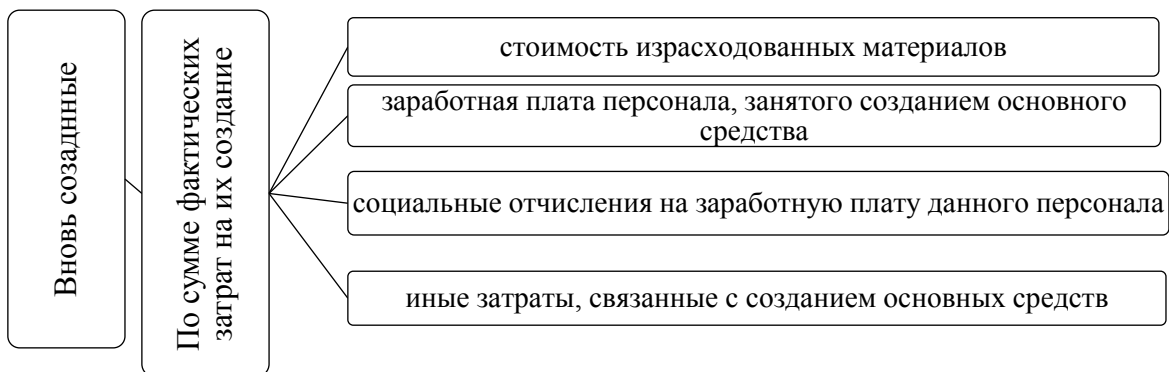 Вновь созадные
По сумме фактических
затрат на их создание
стоимость израсходованных материалов
заработная плата персонала, занятого созданием основного
средства
социальные отчисления на заработную плату данного персонала
иные затраты, связанные с созданием основных средств